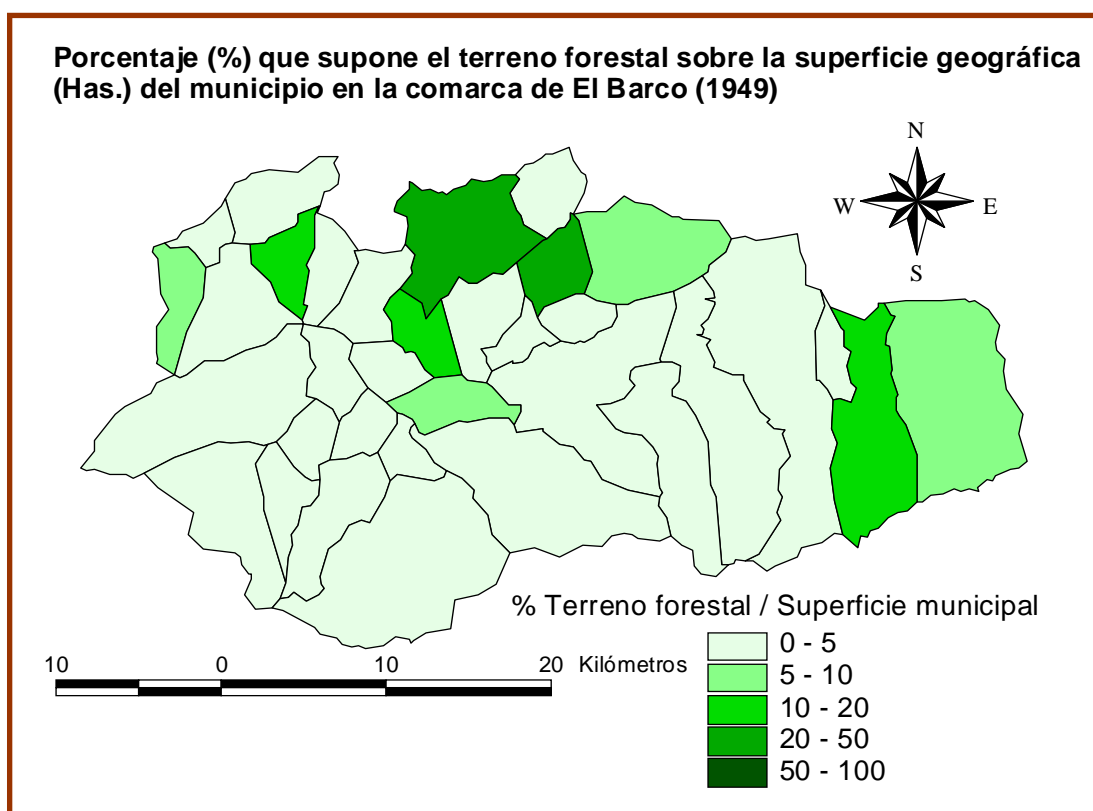 Porcentaje (%) que supone el terreno forestal sobre la superficie geográfica
(Has.) del municipio en la comarca de El Barco (1949)
N
W
E
S
% Terreno forestal / Superficie municipal
0 - 5
5 - 10
10 - 20
20 - 50
50 - 100
10 0 10 20 Kilómetros